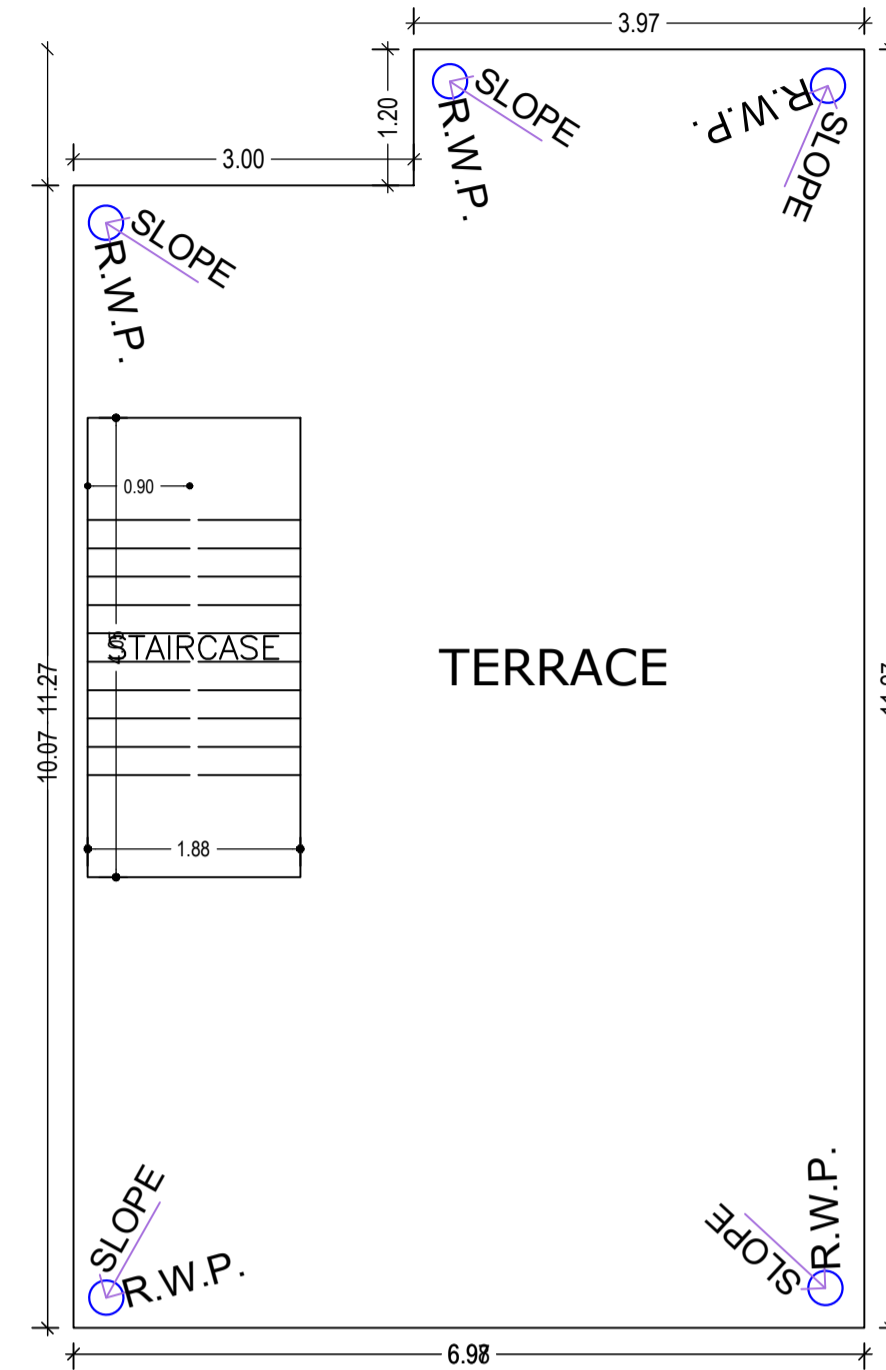 3.97
1.20
3.00
SLOPE
R.W.P.
R.W.P.
SLOPE
SLOPE
R.W.P.
0.90
STAIRCASE
TERRACE
11.27
10.07
1.88
SLOPE
R.W.P.
SLOPE
R.W.P.